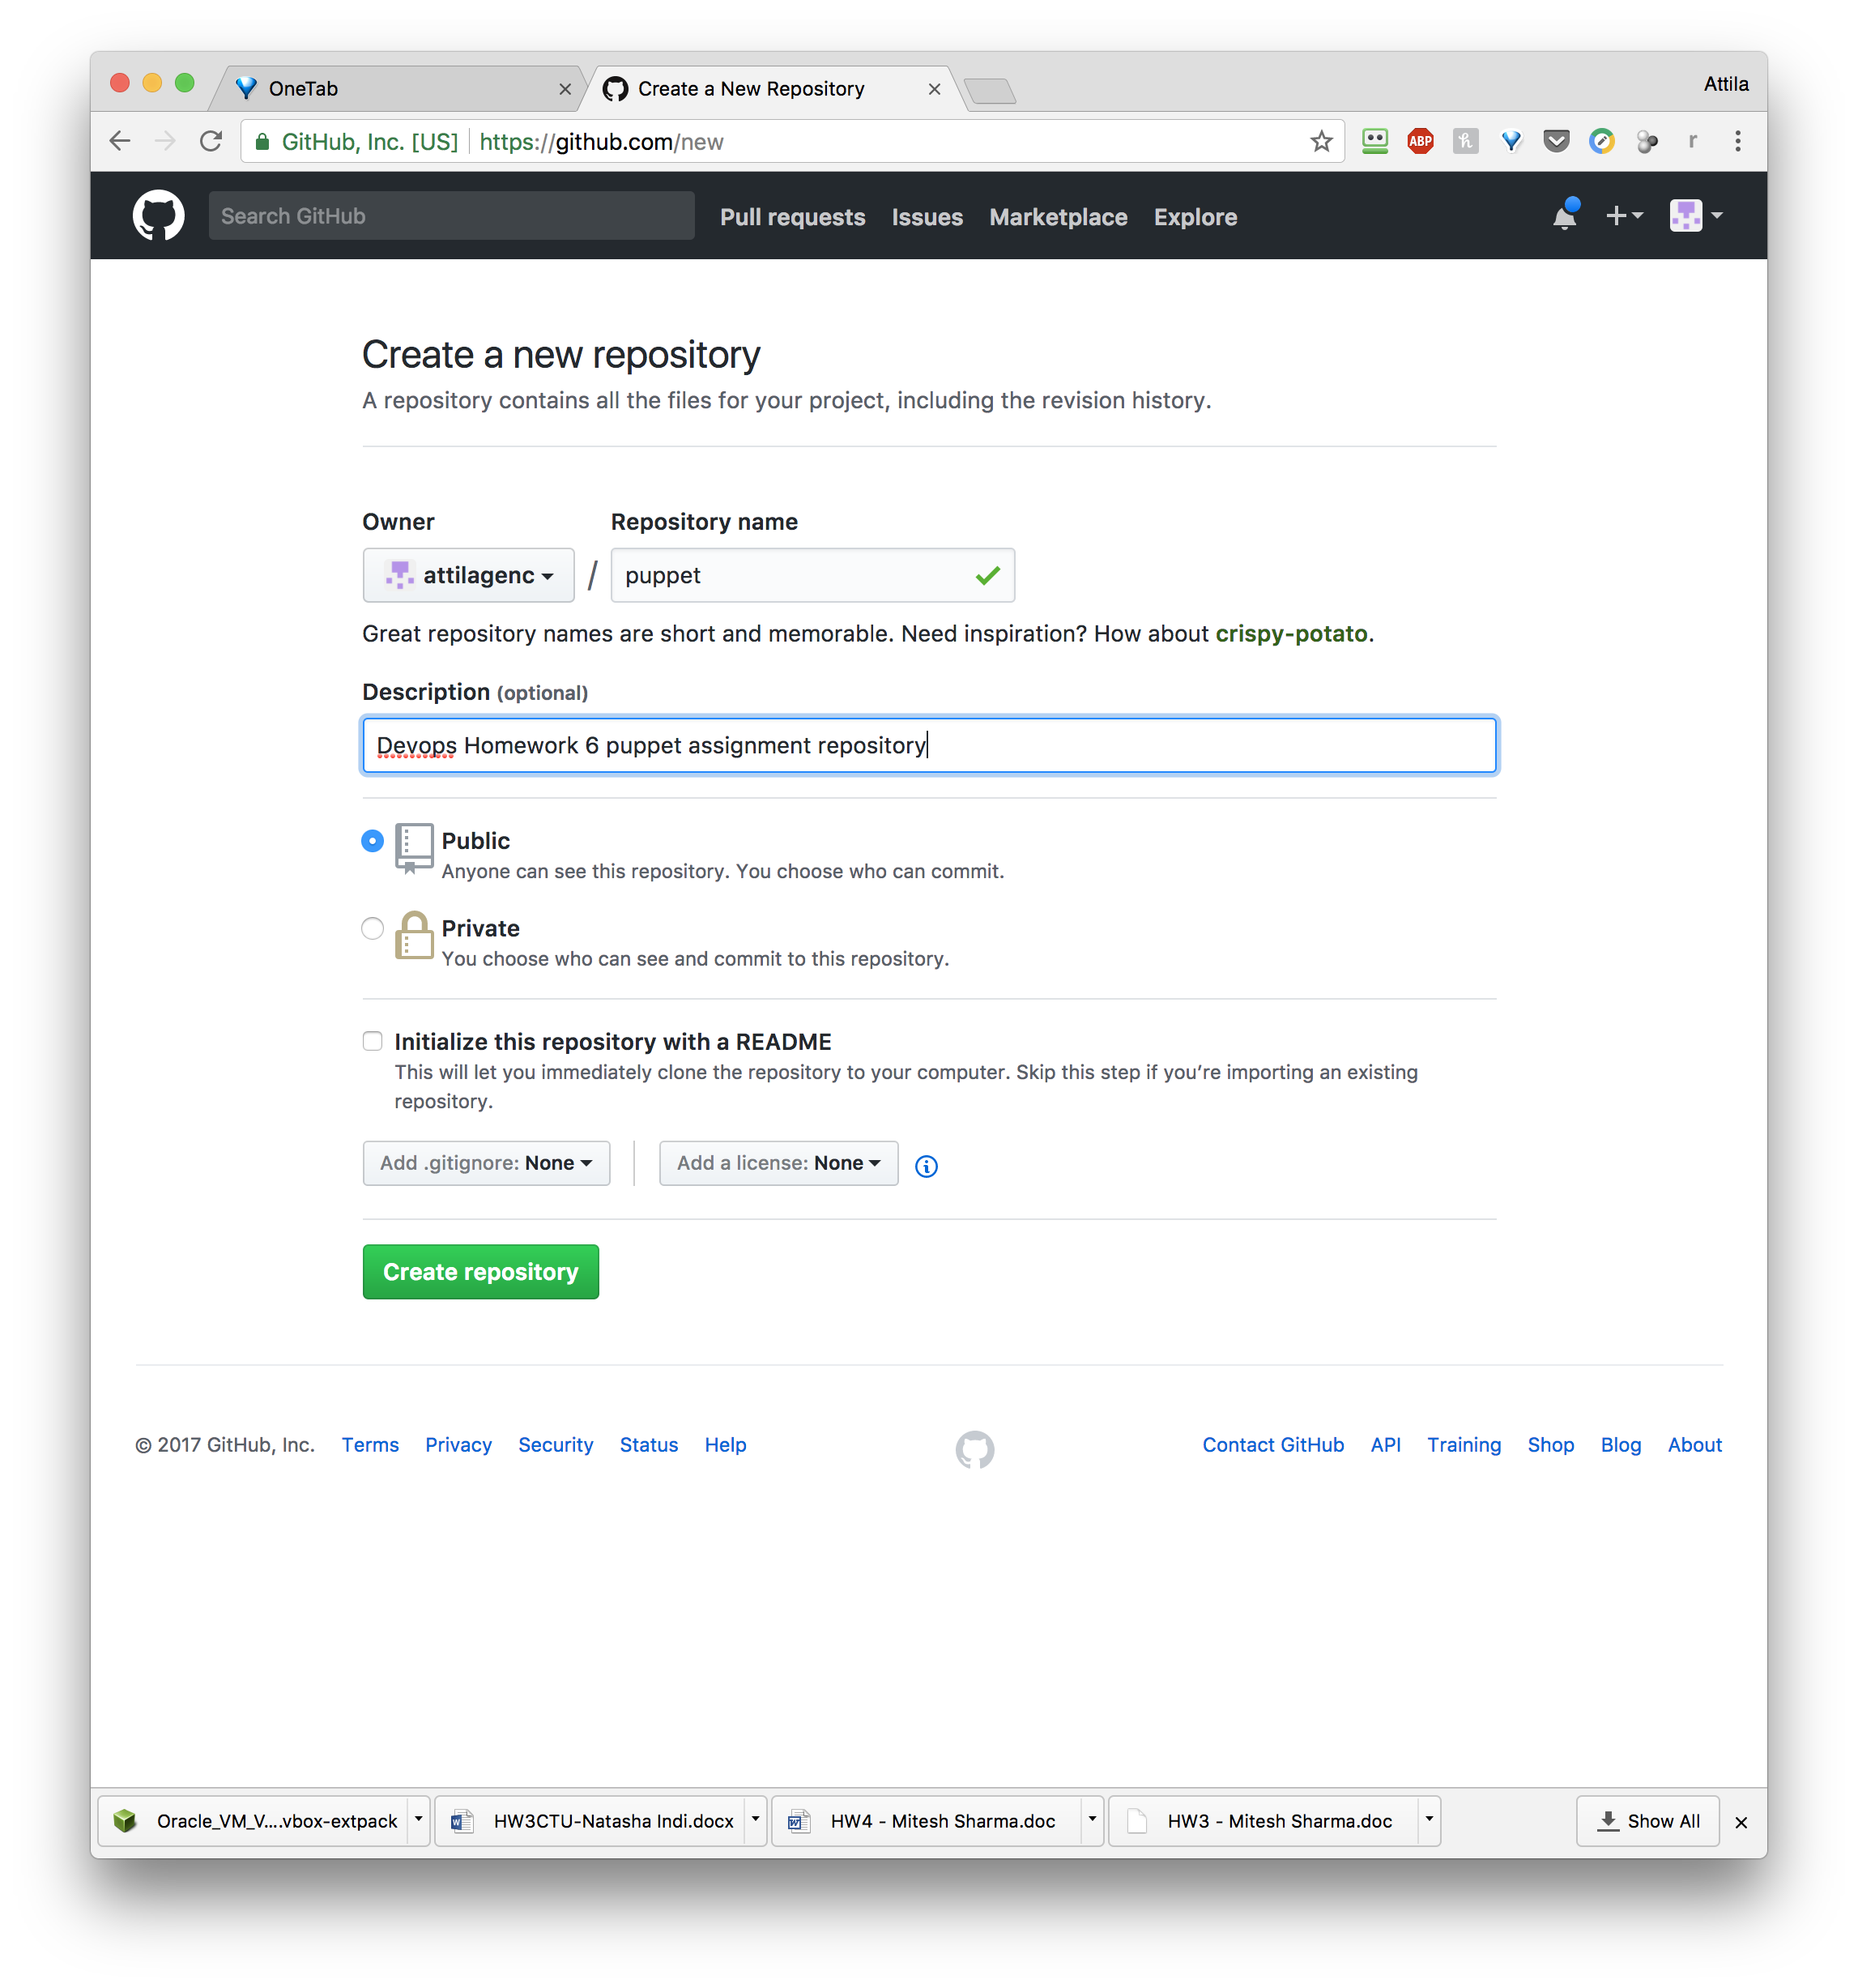 OneTab
Create a New Repository
Attila
GitHub, Inc. [US] https://github.com/new
ABP
h
r
Search GitHub
Pull requests Issues Marketplace Explore
Create a new repository
A repository contains all the files for your project, including the revision history.
Owner Repository name
attilagenc / puppet
Great repository names are short and memorable. Need inspiration? How about crispy-potato.
Description (optional)
Devops Homework 6 puppet assignment repository
Public
Anyone can see this repository. You choose who can commit.
Private
You choose who can see and commit to this repository.
Initialize this repository with a README
This will let you immediately clone the repository to your computer. Skip this step if you’re importing an existing
repository.
Add .gitignore: None Add a license: None
Create repository
© 2017 GitHub, Inc. Terms Privacy Security Status Help Contact GitHub API Training Shop Blog About
Oracle_VM_V....vbox-extpack HW3CTU-Natasha Indi.docx HW4 - Mitesh Sharma.doc HW3 - Mitesh Sharma.doc Show All